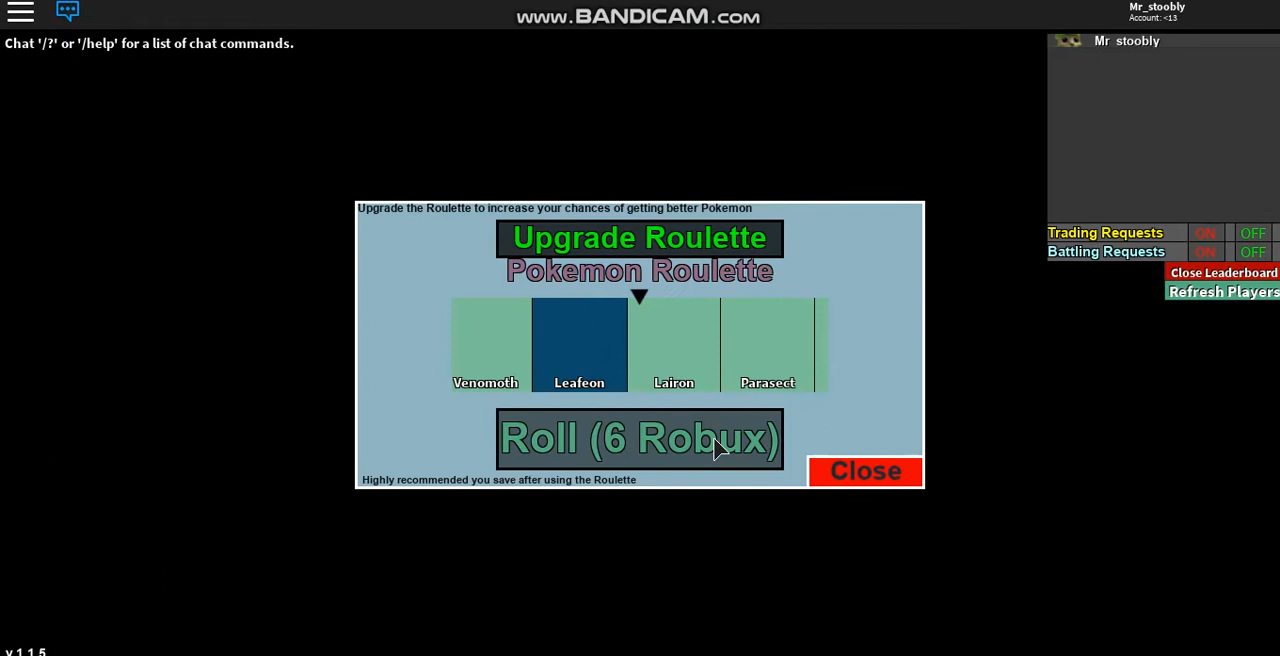 www.BANDICAM.com
Mr_stoobly
Account: <13
Chat '/?' or '/help' for a list of chat commands.
Mr stoobly
Upgrade the Roulette to increase your chances of getting better Pokemon
Upgrade Roulette
Pokemon Roulette
Trading Requests ON OFF
Battling Requests ON OFF
Close Leaderboard
Refresh Players
Venomoth Leafeon Lairon Parasect
Roll (6 Robux)
Close
Highly recommended you save after using the Roulette
v 1.1.5